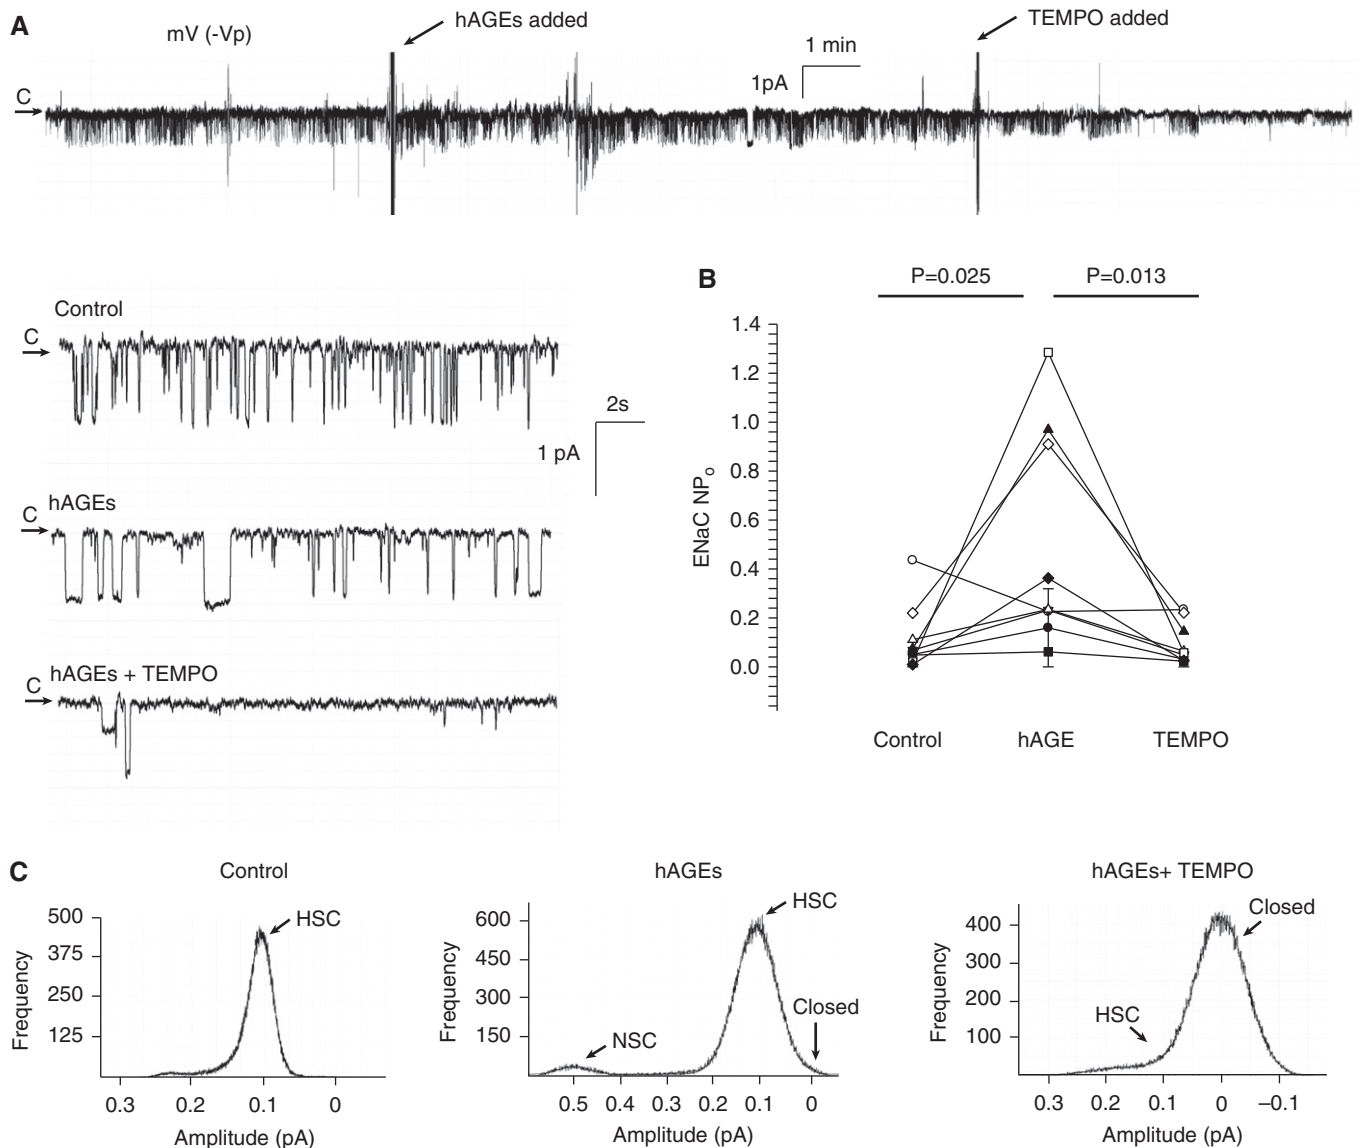 A
mV (-Vp)
hAGEs added
TEMPO added
1 min
1pA
C
Control
C
2s
1 pA
hAGEs
C
hAGEs + TEMPO
C
B
P=0.025
P=0.013
1.4
1.2
1.0
0.8
0.6
0.4
0.2
0.0
ENaC NPo
Control
hAGE
TEMPO
C
Control
HSC
500
375
250
125
Frequency
0.3
0.2
0.1
0
Amplitude (pA)
hAGEs
HSC
NSC
Closed
600
450
300
150
Frequency
0.5
0.4
0.3
0.2
0.1
0
Amplitude (pA)
hAGEs+ TEMPO
Closed
HSC
400
300
200
100
Frequency
0.3
0.2
0.1
0
–0.1
Amplitude (pA)